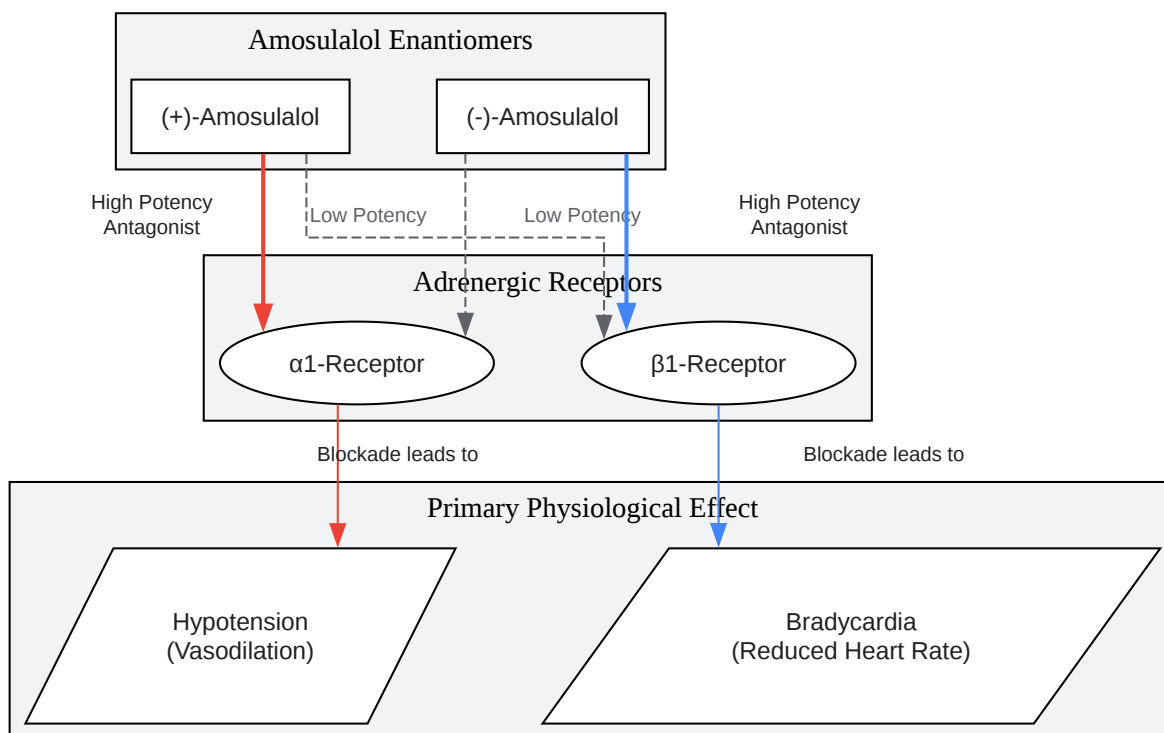 Amosulalol Enantiomers
(+)-Amosulalol
(-)-Amosulalol
High Potency
Antagonist
Low Potency
Low Potency
High Potency
Antagonist
Adrenergic Receptors
α1-Receptor
β1-Receptor
Blockade leads to
Blockade leads to
Primary Physiological Effect
Hypotension
(Vasodilation)
Bradycardia
(Reduced Heart Rate)